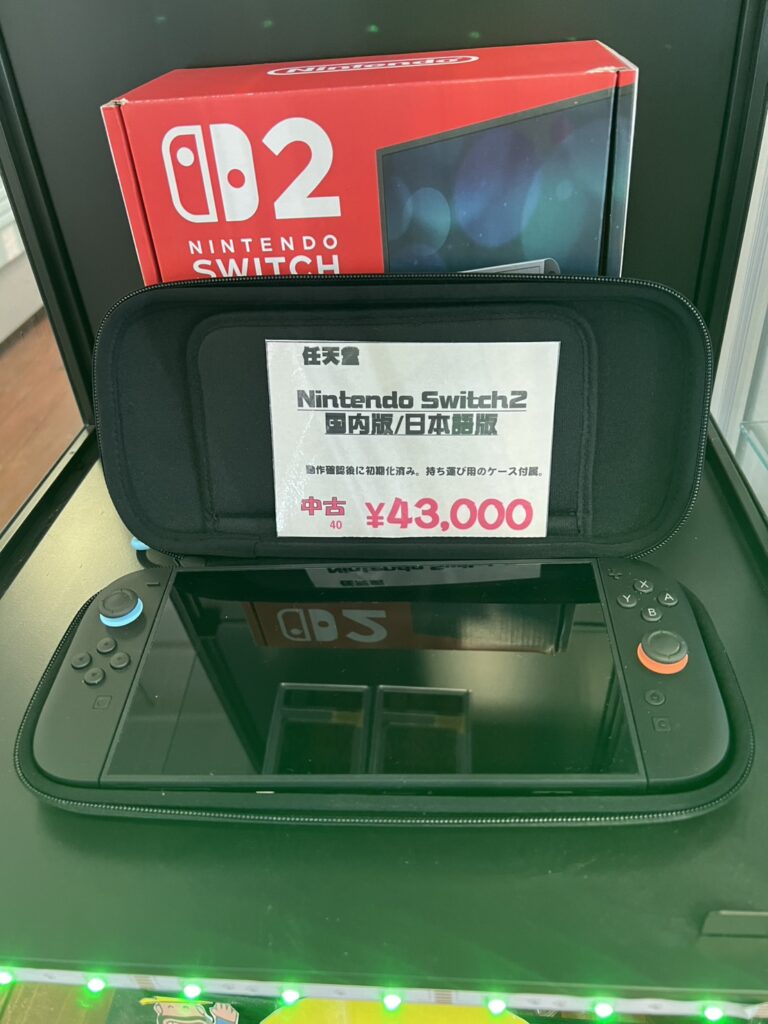 Nintendo
2
NINTENDO
SWITCH
任天堂
Nintendo Switch2
国内版/日本語版
動作確認後に初期化済み。持ち運び用のケース付属。
中古 ¥43,000
40
X
Y A
B